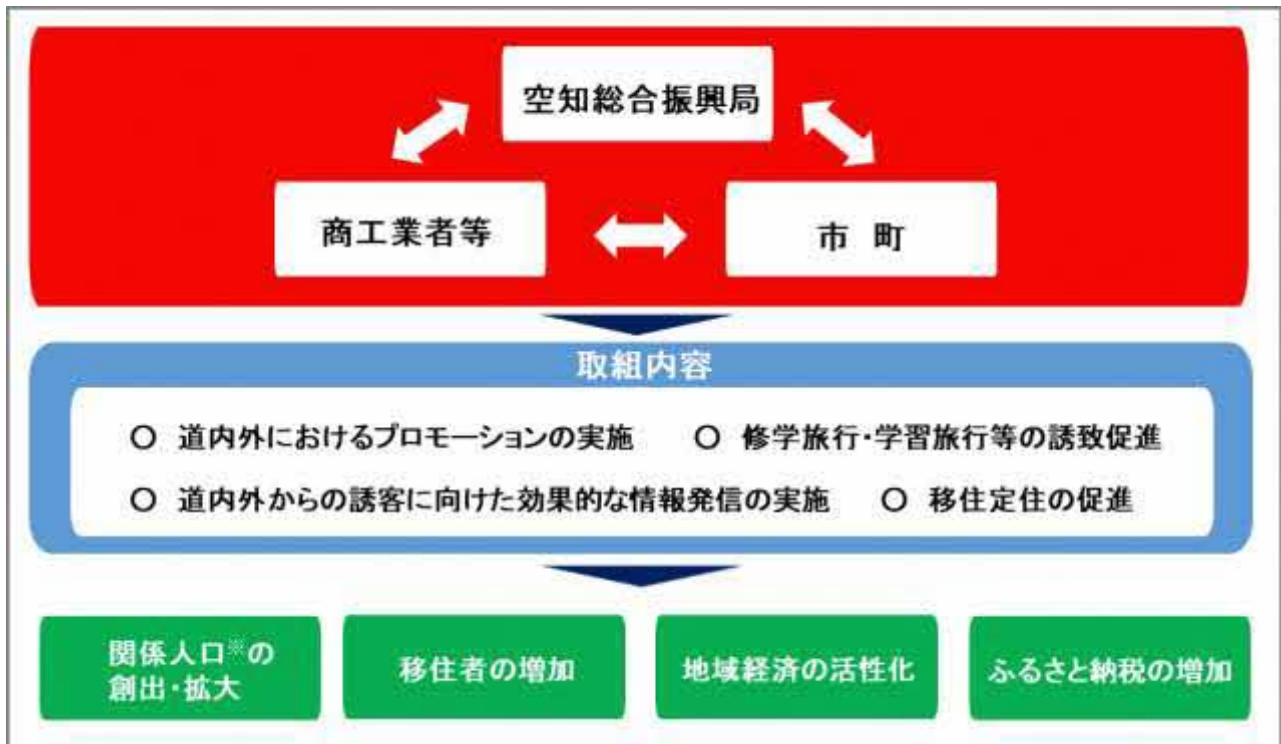 空知総合振興局
商工業者等
市 町
取組内容
○ 道内外におけるプロモーションの実施 ○ 修学旅行・学習旅行等の誘致促進
○ 道内外からの誘客に向けた効果的な情報発信の実施 ○ 移住定住の促進
関係人口※の
創出・拡大
移住者の増加
地域経済の活性化
ふるさと納税の増加